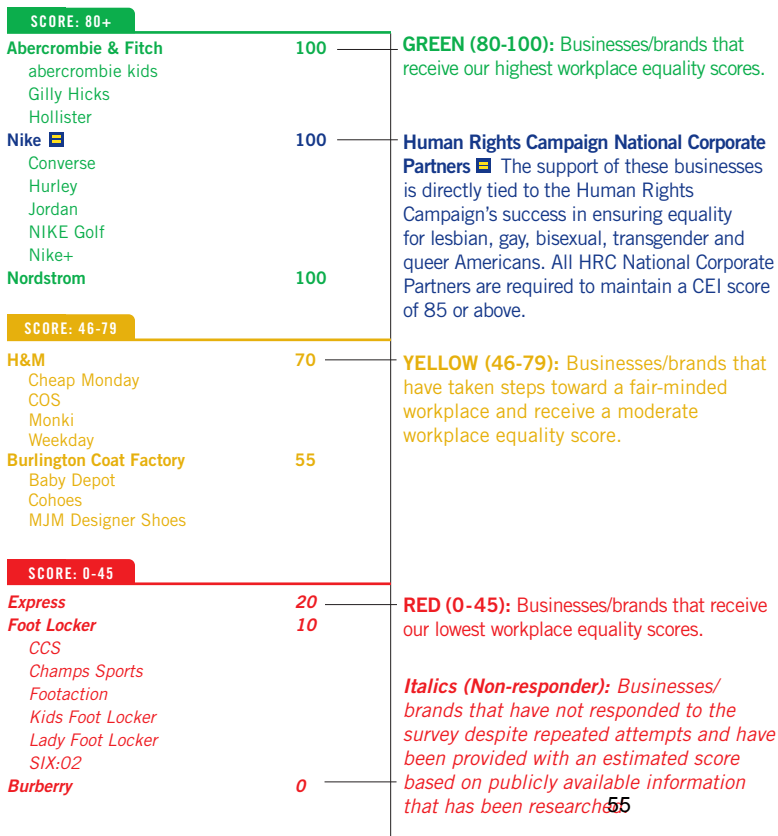 SCORE: 80+
Abercrombie & Fitch 100
abercrombie kids
Gilly Hicks
Hollister
Nike 100
Converse
Hurley
Jordan
NIKE Golf
Nike+
Nordstrom 100
SCORE: 46-79
H&M 70
Cheap Monday
COS
Monki
Weekday
Burlington Coat Factory 55
Baby Depot
Cohoes
MJM Designer Shoes
SCORE: 0-45
Express 20
Foot Locker 10
CCS
Champs Sports
Footaction
Kids Foot Locker
Lady Foot Locker
SIX:02
Burberry 0
GREEN (80-100): Businesses/brands that
receive our highest workplace equality scores.
Human Rights Campaign National Corporate
Partners The support of these businesses
is directly tied to the Human Rights
Campaign’s success in ensuring equality
for lesbian, gay, bisexual, transgender and
queer Americans. All HRC National Corporate
Partners are required to maintain a CEI score
of 85 or above.
YELLOW (46-79): Businesses/brands that
have taken steps toward a fair-minded
workplace and receive a moderate
workplace equality score.
RED (0-45): Businesses/brands that receive
our lowest workplace equality scores.
Italics (Non-responder): Businesses/
brands that have not responded to the
survey despite repeated attempts and have
been provided with an estimated score
based on publicly available information
that has been researched.
55